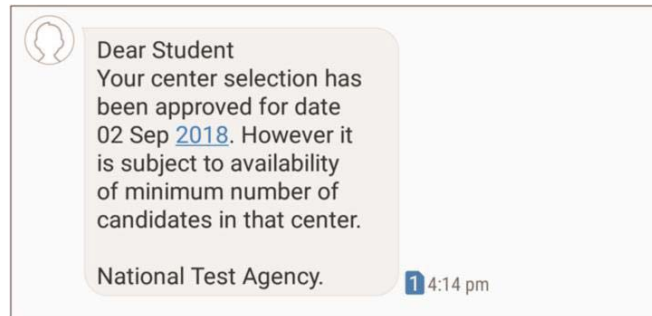 Dear Student
Your center selection has
been approved for date
02 Sep 2018. However it
is subject to availability
of minimum number of
candidates in that center.
National Test Agency.
1 4:14 pm